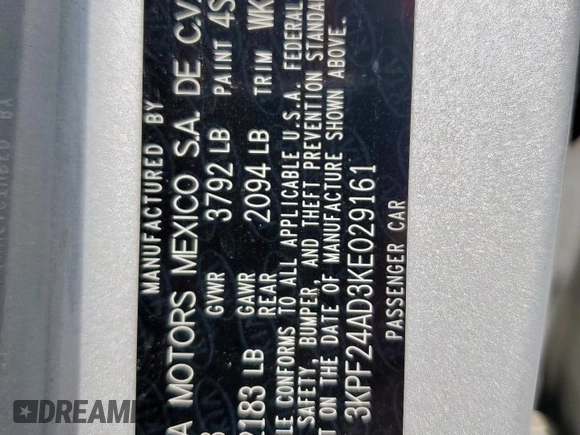 MANUFACTURED BY
A MOTORS MEXICO S.A. DE C.V.
GVWR 3792 LB PAINT 4S
2183 LB GAWR REAR 2094 LB TRIM WK
LE CONFORMS TO ALL APPLICABLE U.S.A. FEDERAL
SAFETY, BUMPER, AND THEFT PREVENTION STANDAR
T ON THE DATE OF MANUFACTURE SHOWN ABOVE.
3KPF24AD3KE029161
PASSENGER CAR
DREAM